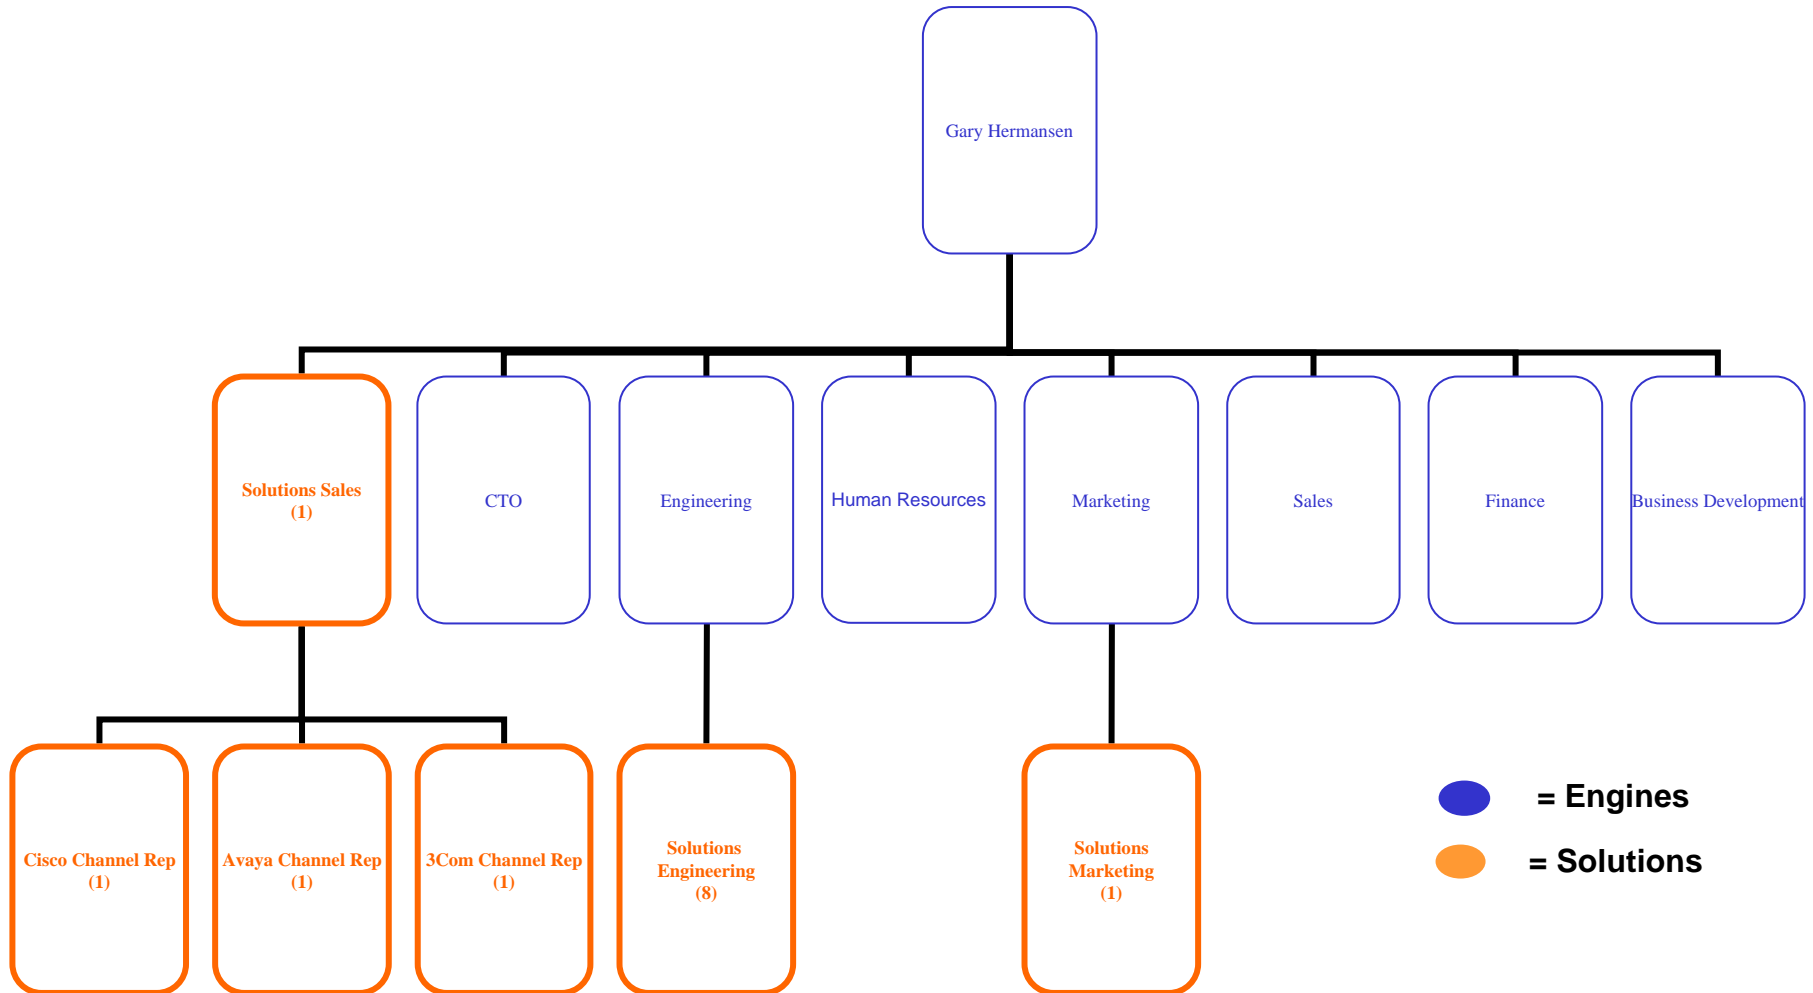 Gary Hermansen
Solutions Sales
(1)
CTO
Engineering
Human Resources
Marketing
Sales
Finance
Business Development
Cisco Channel Rep
(1)
Avaya Channel Rep
(1)
3Com Channel Rep
(1)
Solutions
Engineering
(8)
Solutions
Marketing
(1)
= Engines
= Solutions